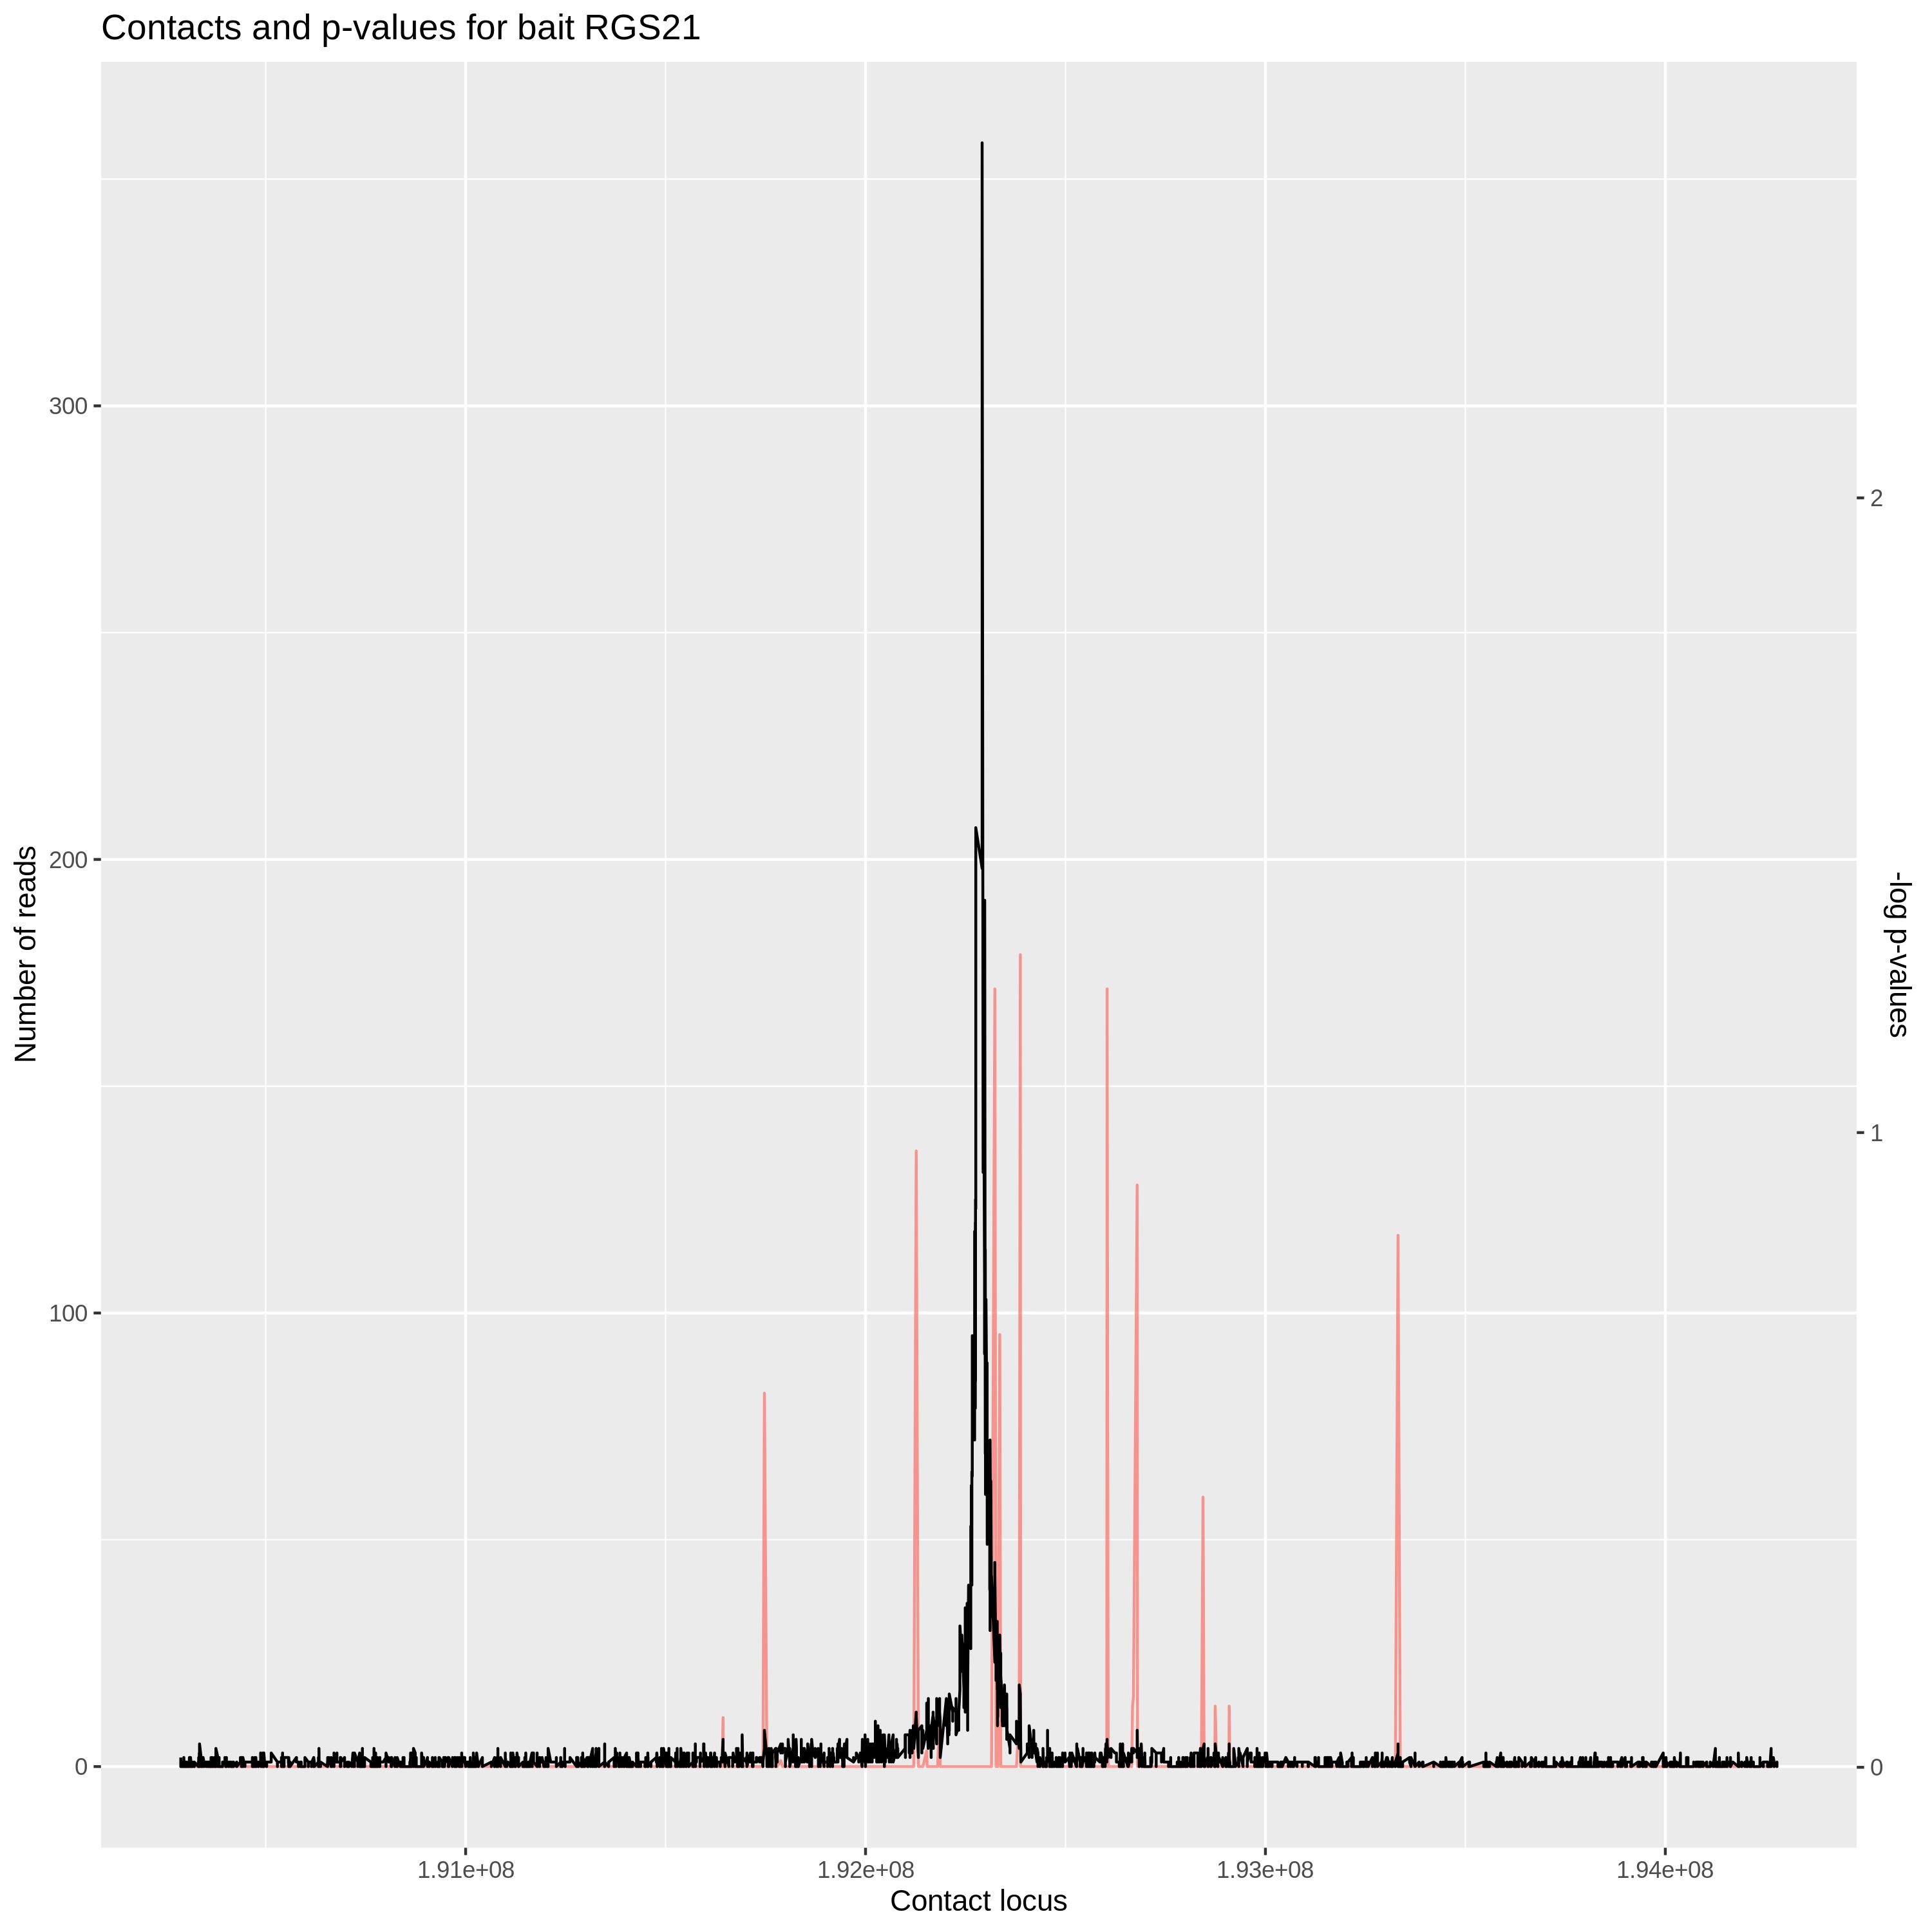 Contacts and p-values for bait RGS21
Number of reads
300
200
100
0
2
1
0
-log p-values
1.91e+08
1.92e+08
1.93e+08
1.94e+08
Contact locus